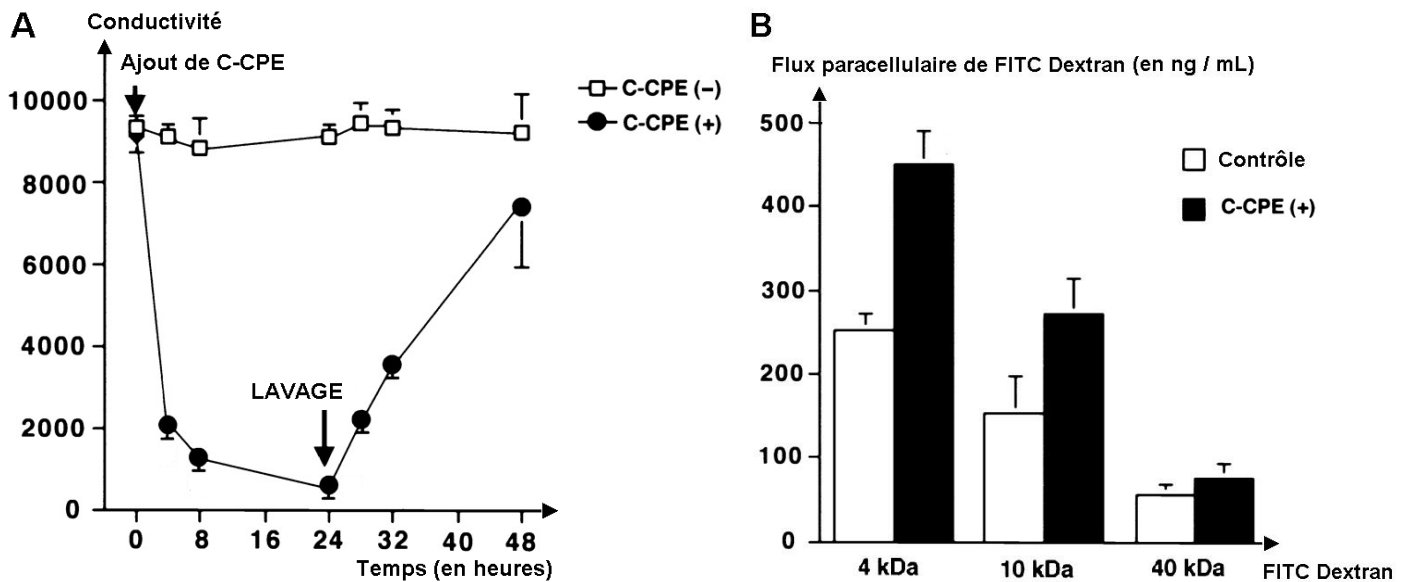 A
Conductivité
Ajout de C-CPE
10000
8000
6000
4000
2000
0
C-CPE (−)
C-CPE (+)
LAVAGE
0 8 16 24 32 40 48
Temps (en heures)
B
Flux paracellulaire de FITC Dextran (en ng / mL)
500
400
300
200
100
0
Contrôle
C-CPE (+)
4 kDa 10 kDa 40 kDa
FITC Dextran